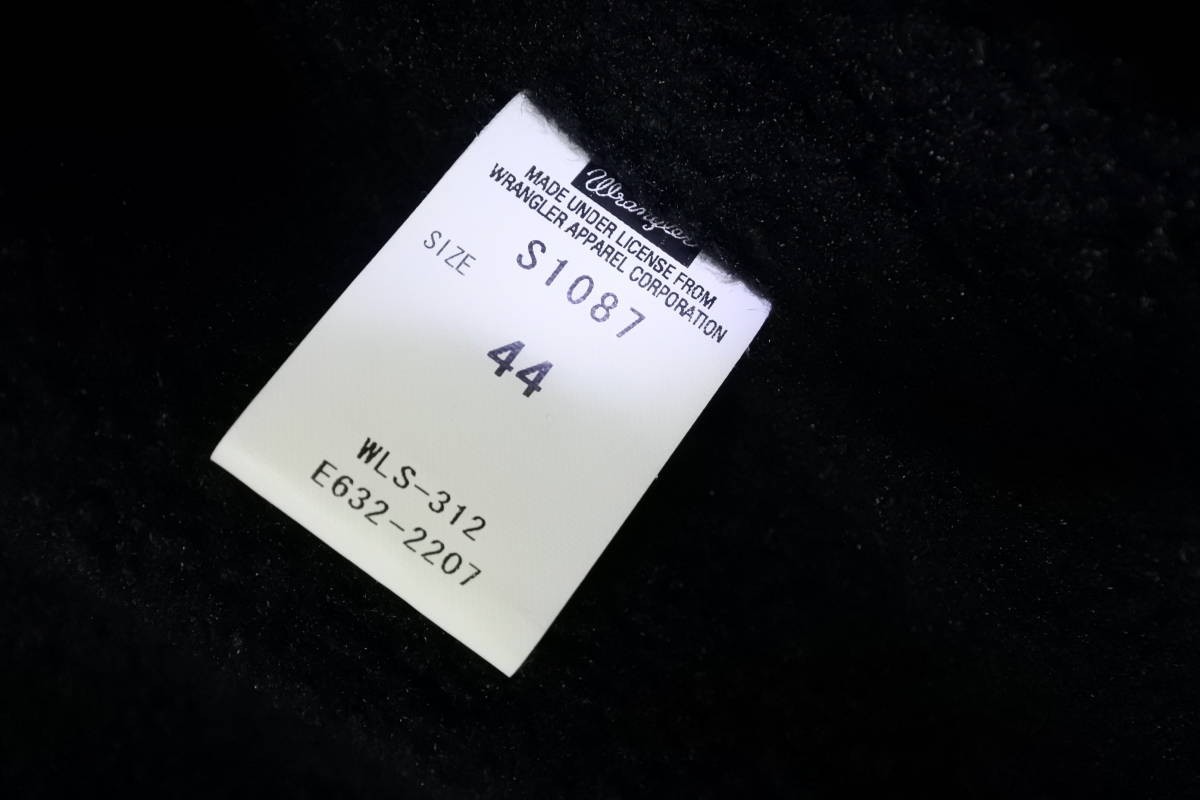 Wrangler
MADE UNDER LICENSE FROM
WRANGLER APPAREL CORPORATION
S1087
SIZE
44
WLS-312
E632-2207